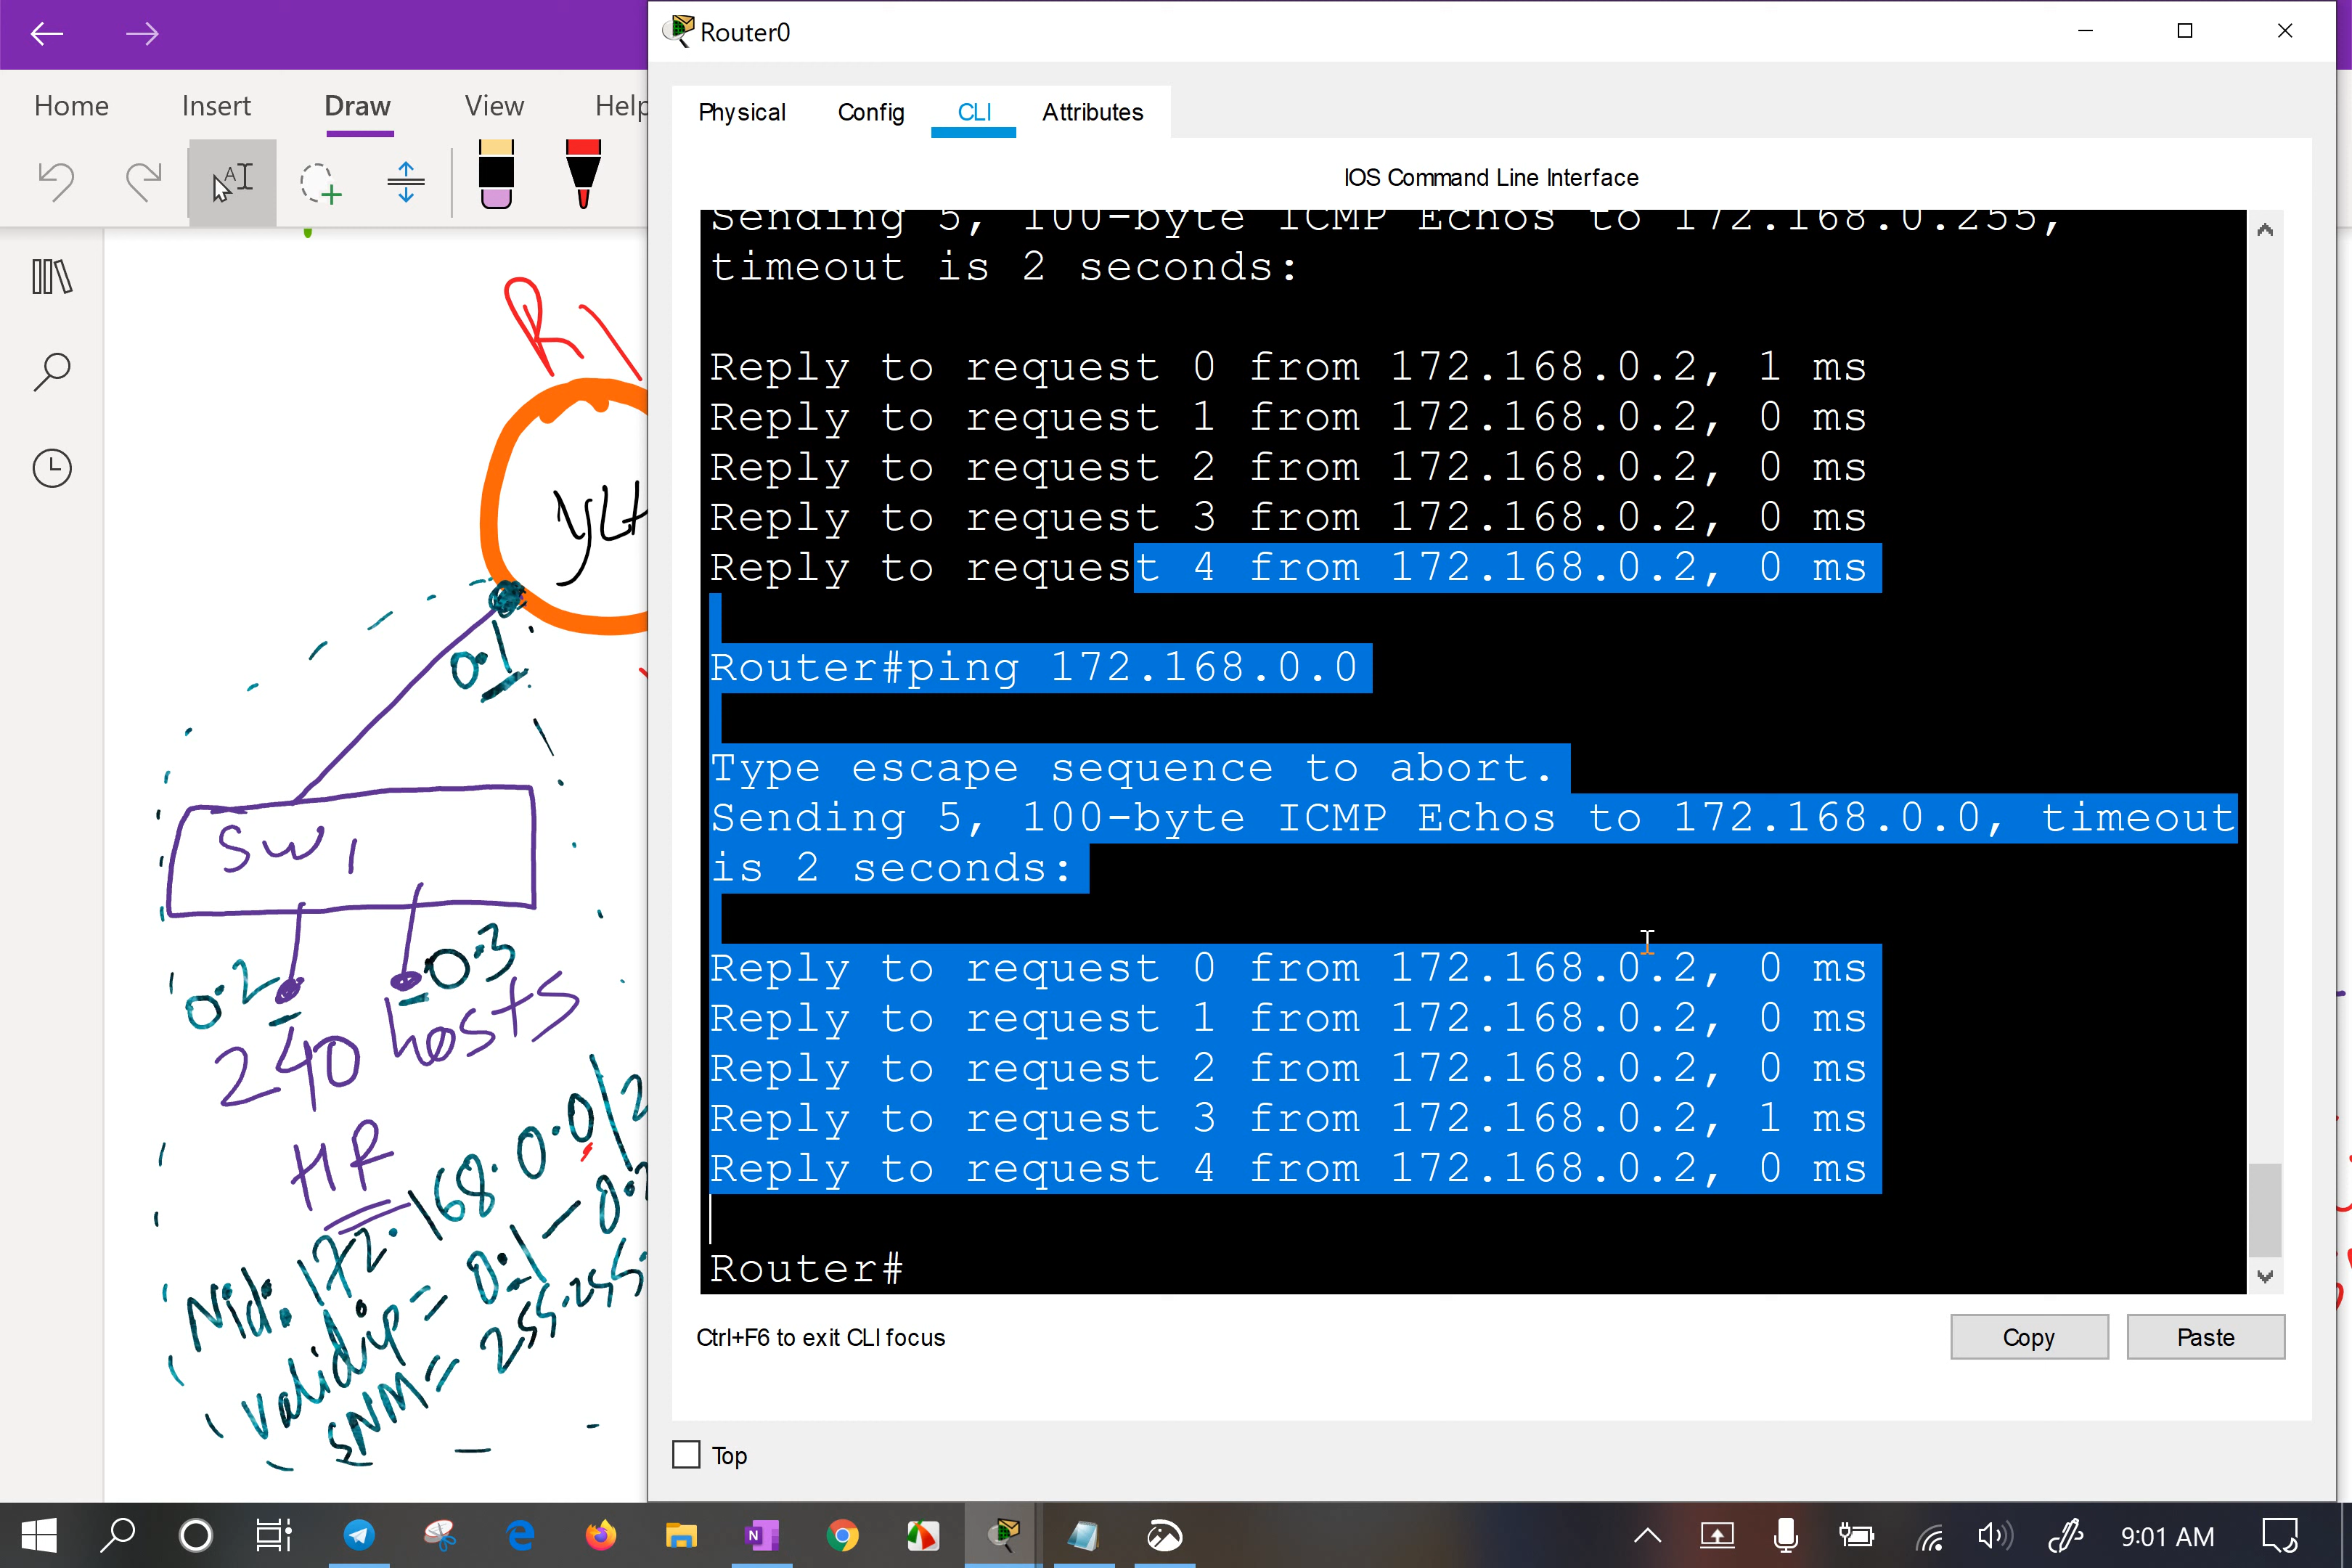 Router0
Home Insert Draw View Help
Physical Config CLI Attributes
IOS Command Line Interface
Sending 5, 100-byte ICMP Echos to 172.168.0.255,
timeout is 2 seconds:
Reply to request 0 from 172.168.0.2, 1 ms
Reply to request 1 from 172.168.0.2, 0 ms
Reply to request 2 from 172.168.0.2, 0 ms
Reply to request 3 from 172.168.0.2, 0 ms
Reply to request 4 from 172.168.0.2, 0 ms
Router#ping 172.168.0.0
Type escape sequence to abort.
Sending 5, 100-byte ICMP Echos to 172.168.0.0, timeout
is 2 seconds:
Reply to request 0 from 172.168.0.2, 0 ms
Reply to request 1 from 172.168.0.2, 0 ms
Reply to request 2 from 172.168.0.2, 0 ms
Reply to request 3 from 172.168.0.2, 1 ms
Reply to request 4 from 172.168.0.2, 0 ms
Router#
Ctrl+F6 to exit CLI focus
Copy Paste
Top
R1
0.1
SW1
0.2 0.3
240 hosts
HR
Nid. 172.168.0.0/2
validip = 0.1 - 0.
SNM = 255.255.
9:01 AM